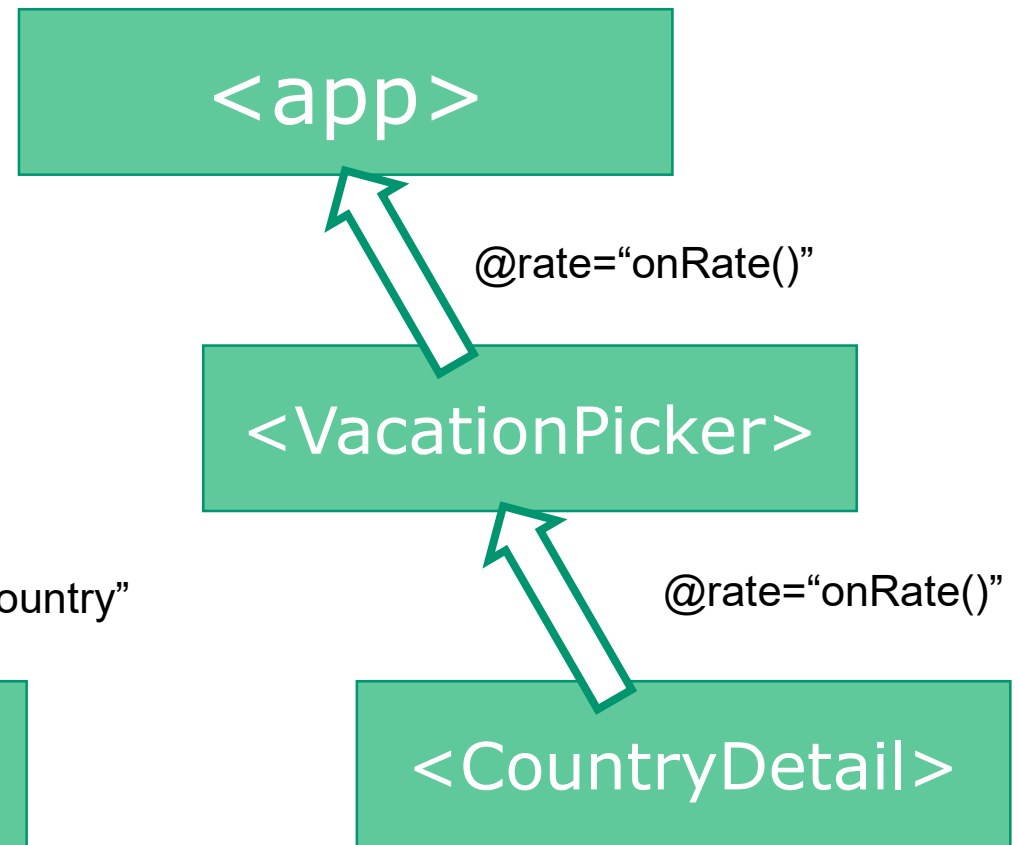 <app>
@rate=“onRate()”
<VacationPicker>
ountry”
@rate=“onRate()”
<CountryDetail>